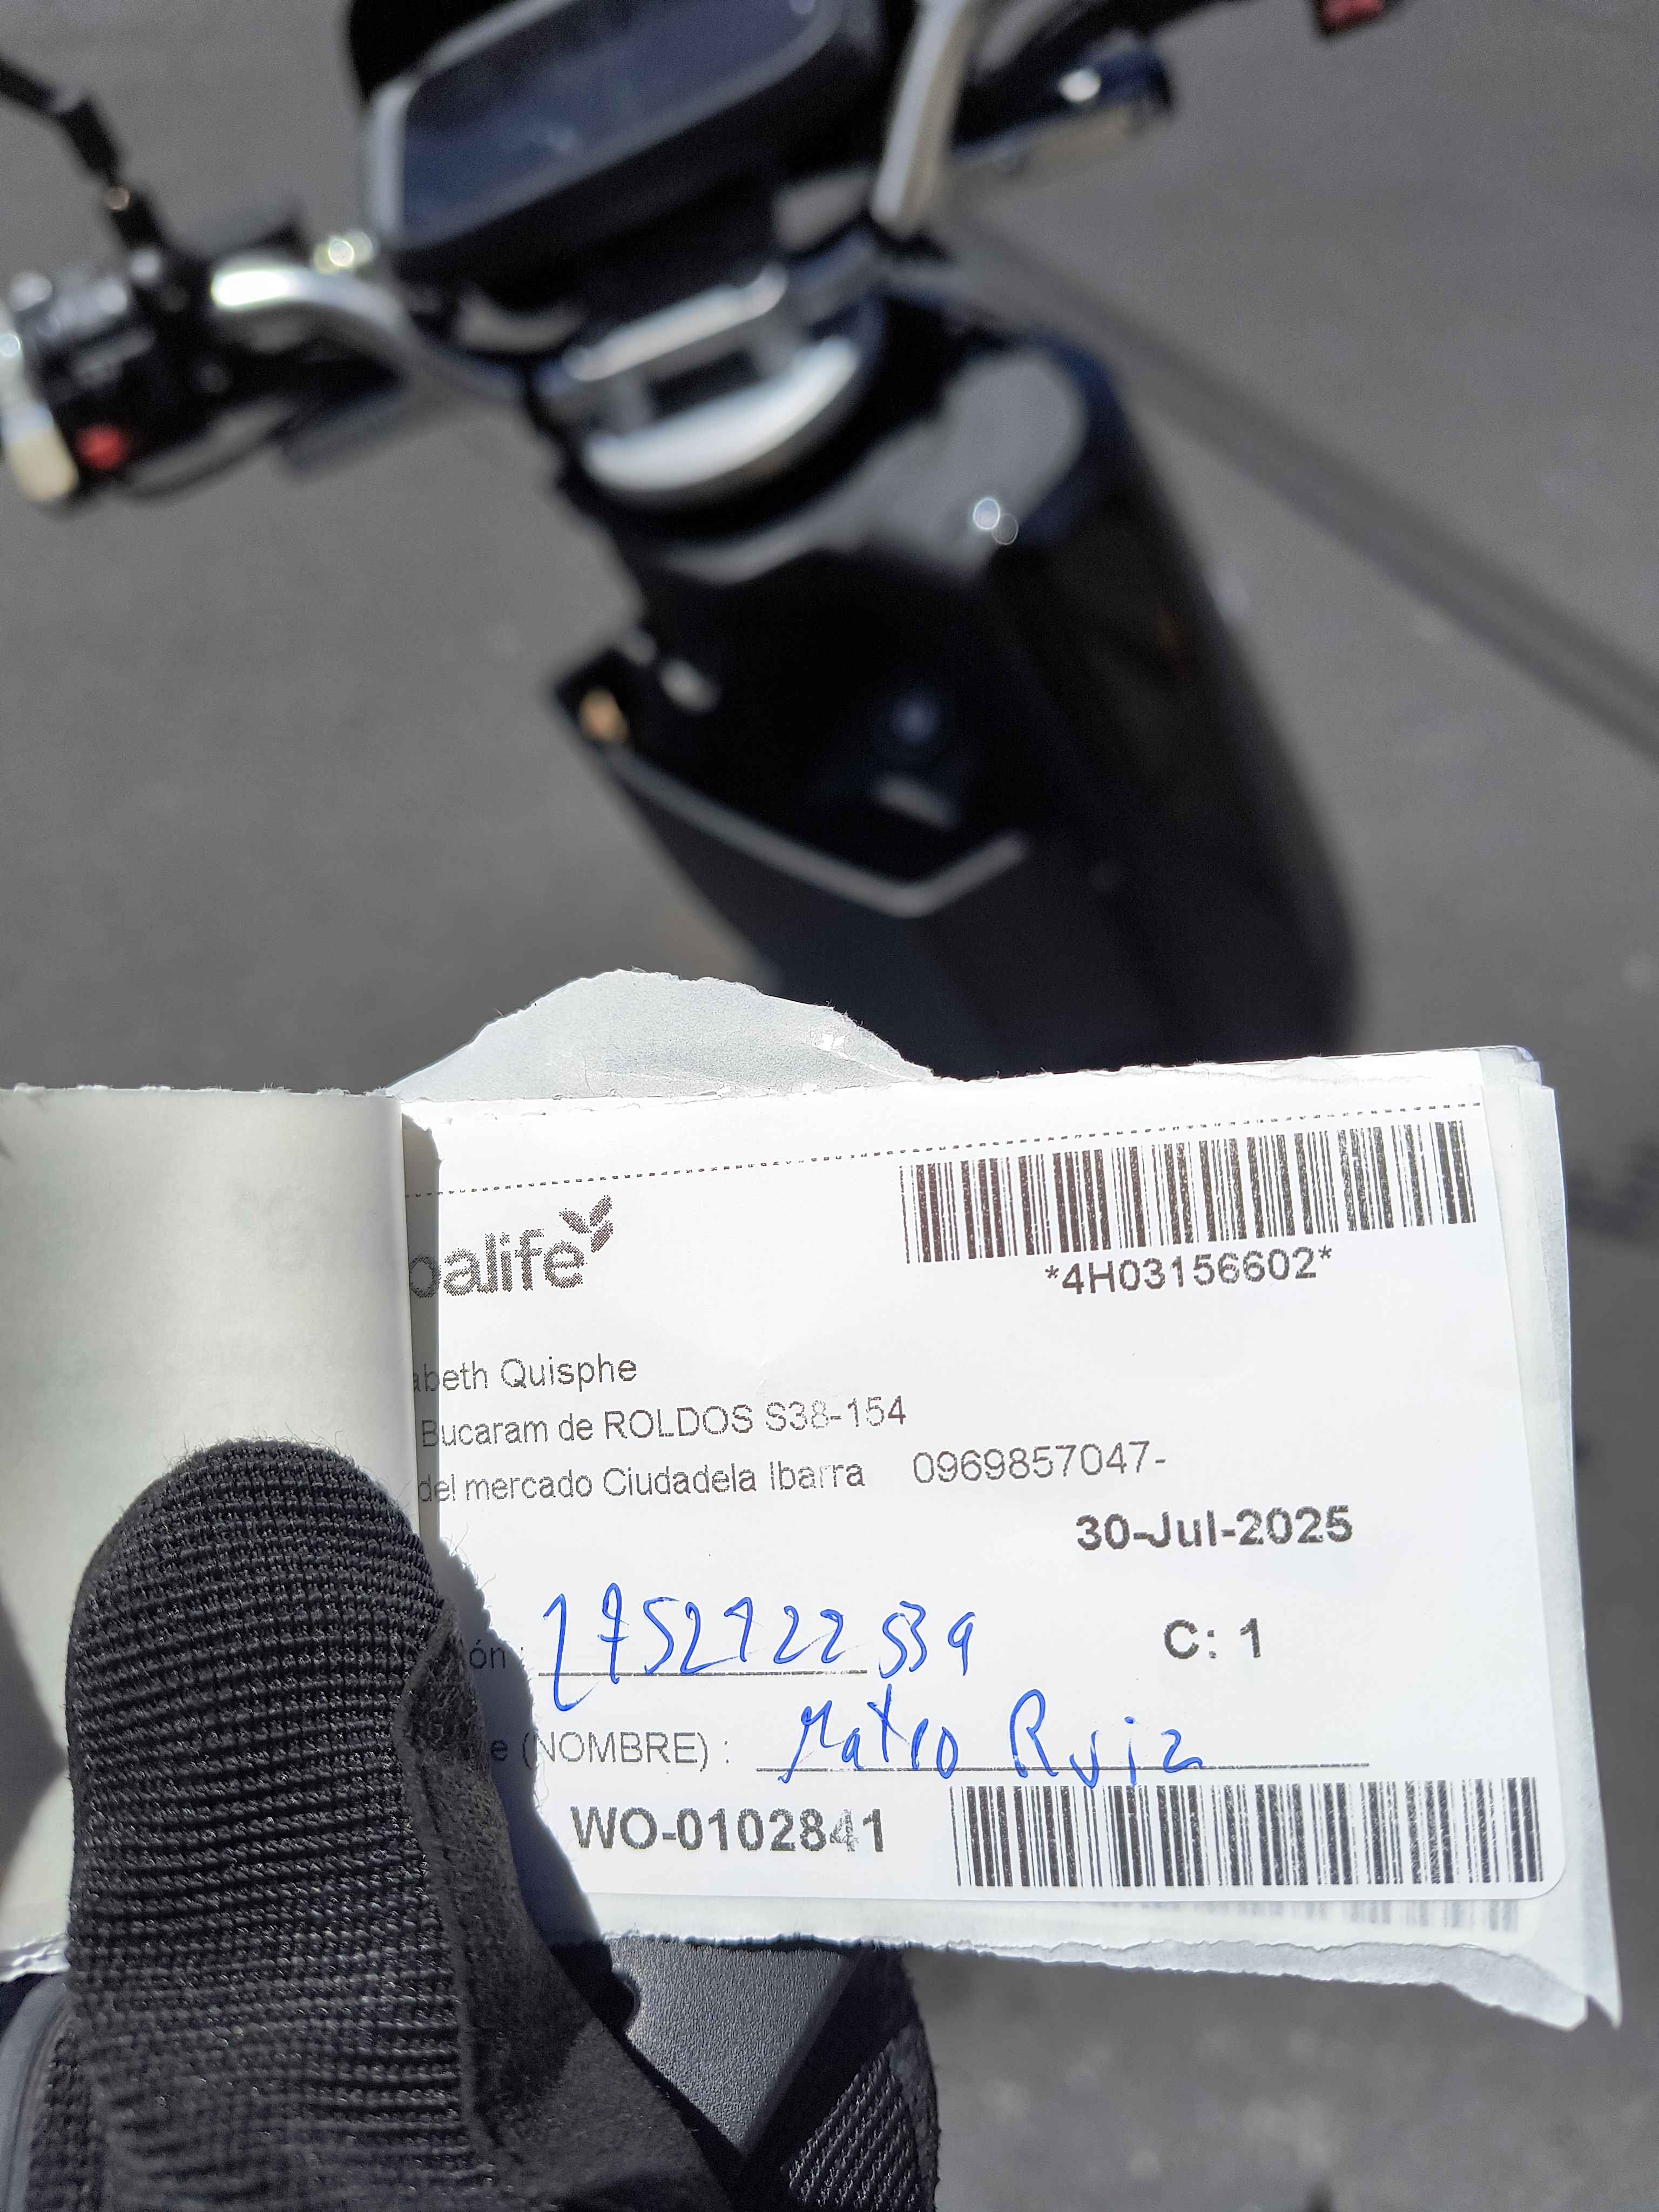 *4H03156602*
balife
abeth Quisphe
Bucaram de ROLDOS S38-154
del mercado Ciudadela Ibarra 0969857047-
30-Jul-2025
ón : 1752122539
C: 1
e (NOMBRE) : Mateo Ruiz
WO-0102841